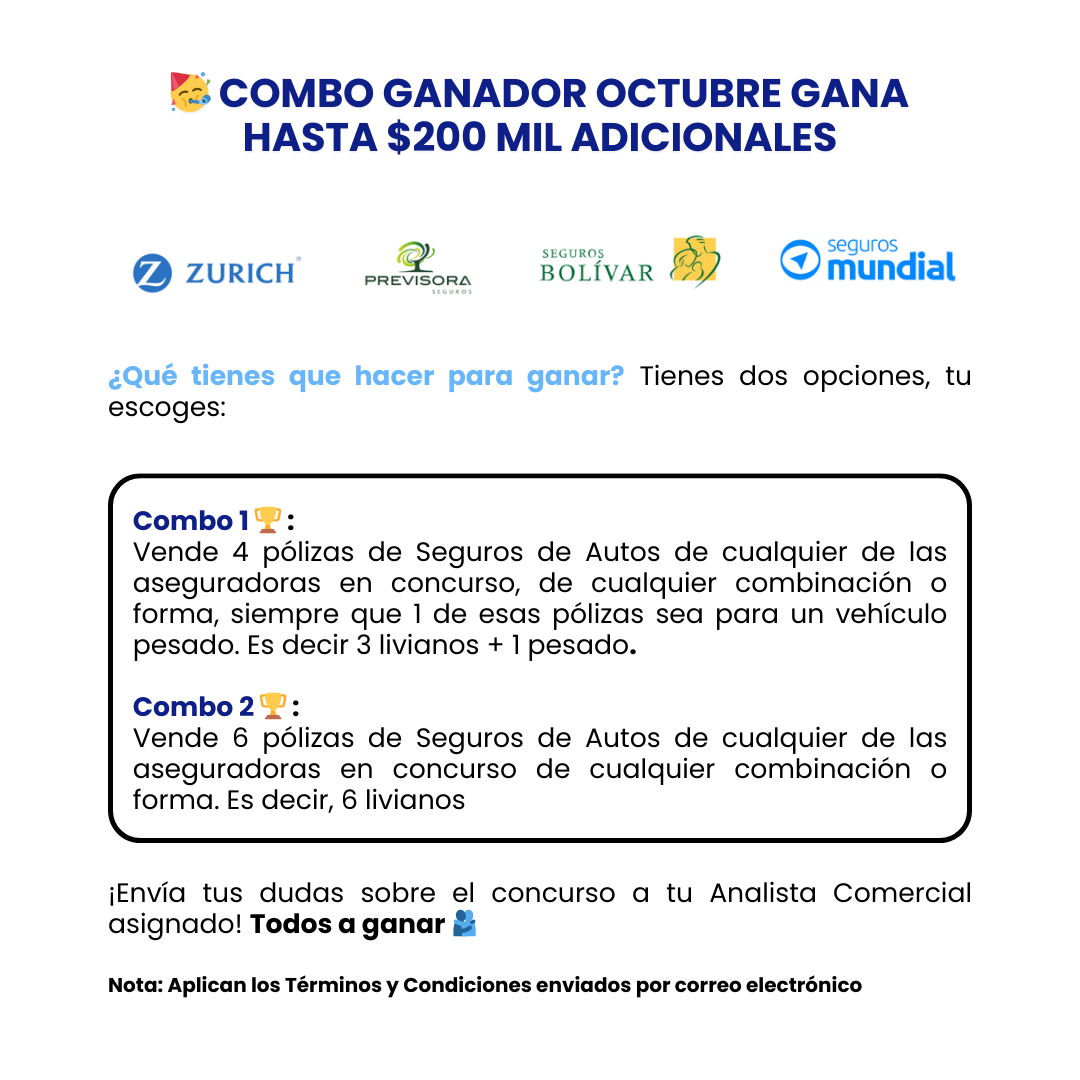 🥳 COMBO GANADOR OCTUBRE GANA
HASTA $200 MIL ADICIONALES
Z ZURICH®
PREVISORA
SEGUROS
SEGUROS
BOLÍVAR
seguros
mundial
¿Qué tienes que hacer para ganar? Tienes dos opciones, tu
escoges:
Combo 1🏆:
Vende 4 pólizas de Seguros de Autos de cualquier de las
aseguradoras en concurso, de cualquier combinación o
forma, siempre que 1 de esas pólizas sea para un vehículo
pesado. Es decir 3 livianos + 1 pesado.
Combo 2🏆:
Vende 6 pólizas de Seguros de Autos de cualquier de las
aseguradoras en concurso de cualquier combinación o
forma. Es decir, 6 livianos
¡Envía tus dudas sobre el concurso a tu Analista Comercial
asignado! Todos a ganar 🫂
Nota: Aplican los Términos y Condiciones enviados por correo electrónico